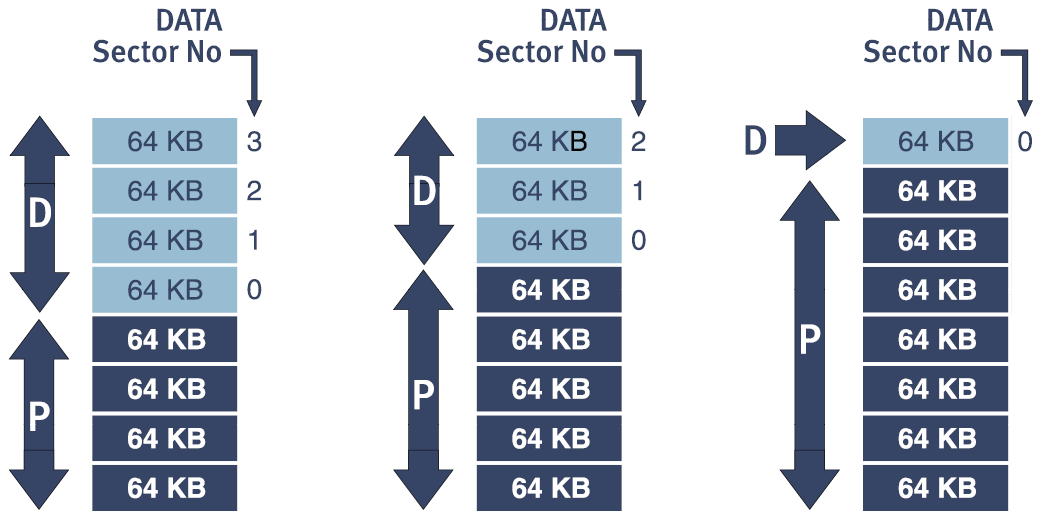 DATA
Sector No
64 KB 3
64 KB 2
D
64 KB 1
64 KB 0
64 KB
64 KB
P
64 KB
64 KB
DATA
Sector No
64 KB 2
D
64 KB 1
64 KB 0
64 KB
64 KB
P
64 KB
64 KB
64 KB
DATA
Sector No
D 64 KB 0
64 KB
64 KB
64 KB
P
64 KB
64 KB
64 KB
64 KB